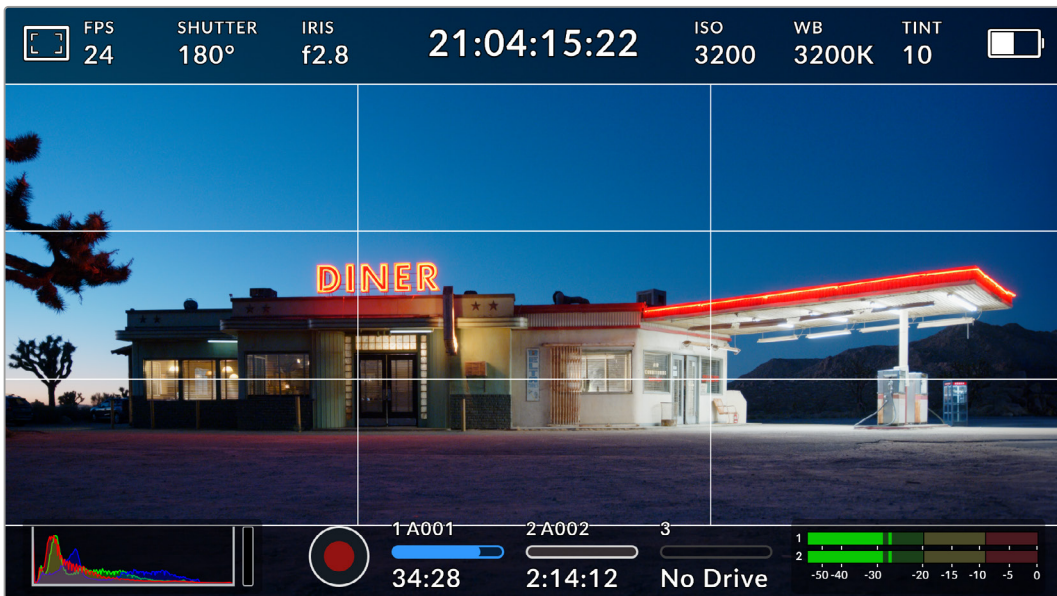 FPS SHUTTER IRIS 21:04:15:22 ISO WB TINT
24 180° f2.8 3200 3200K 10
DINER
1 A001 2 A002 3
34:28 2:14:12 No Drive
1
2
-50 -40 -30 -20 -15 -10 -5 0